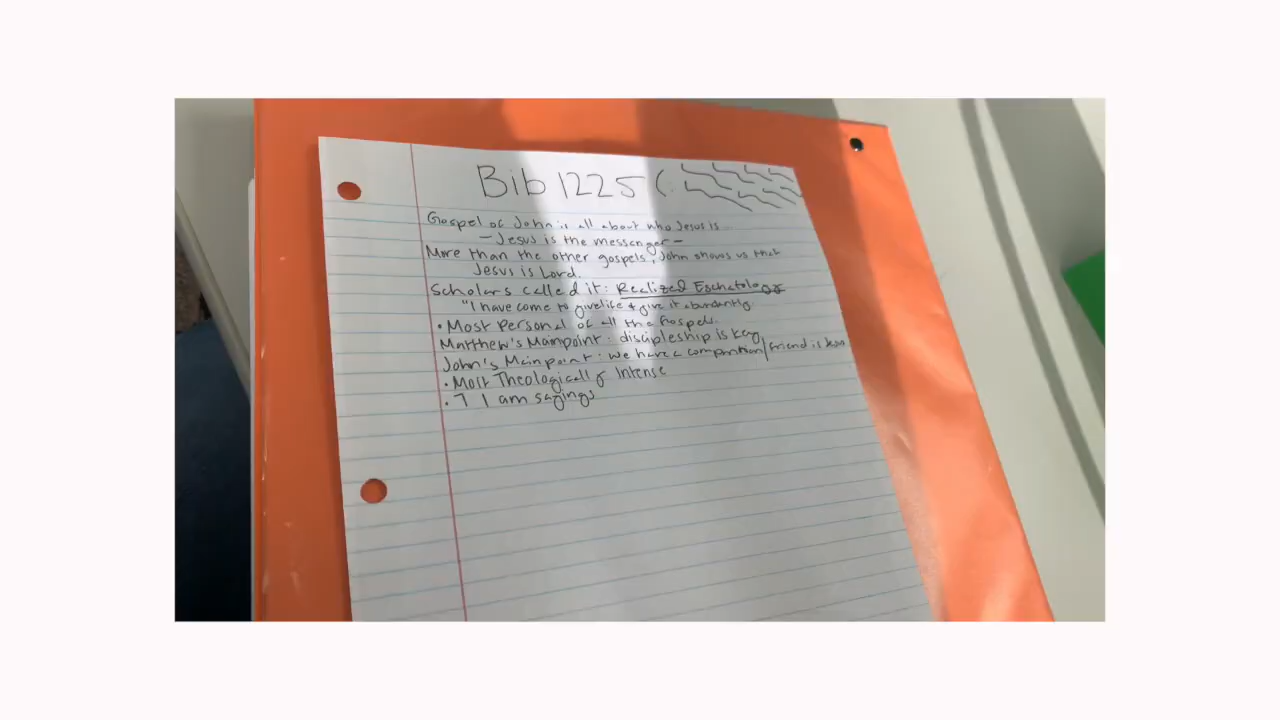 Bib 1225 (
Gospel of John is all about who Jesus is...
- Jesus is the messenger -
More than the other gospels, John shows us that
Jesus is Lord.
Scholars called it: Realized Eschatology
"I have come to give life & give it abundantly.
• Most personal of all the Gospels.
Matthew's Mainpoint: discipleship is key
John's Mainpoint: we have a companion/friend is
• Most Theologically Intense
• 7 I am sayings